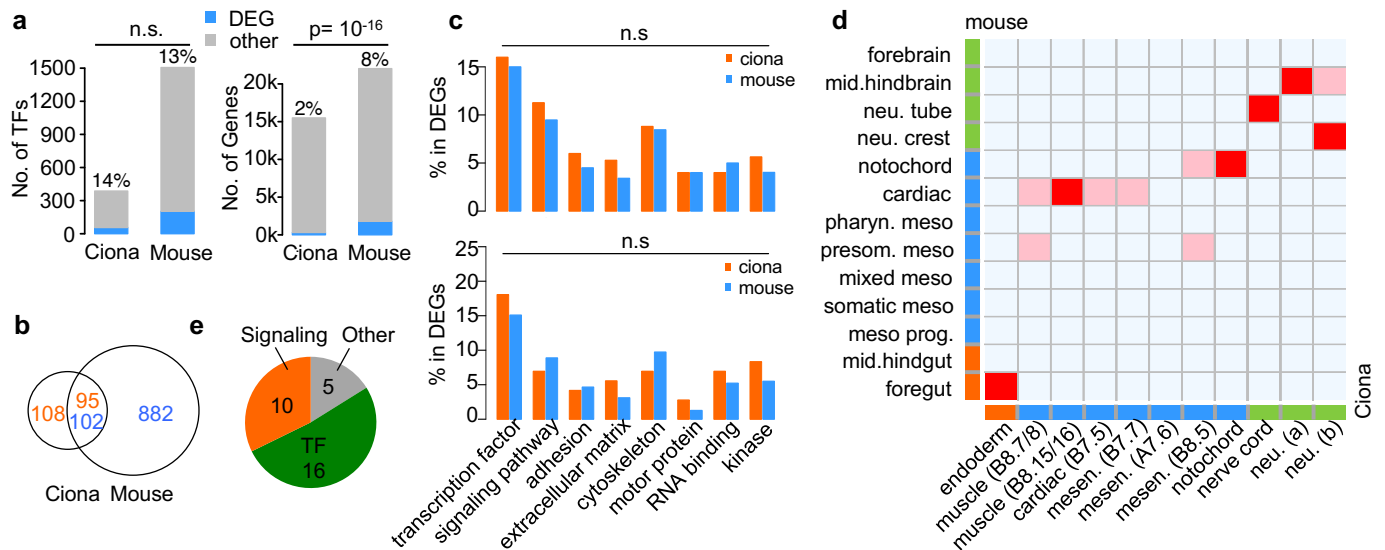 a
DEG
other
n.s.
13%
14%
1500
1200
900
600
300
0
No. of TFs
Ciona
Mouse
p= 10-16
8%
2%
20k
15k
10k
5k
0k
No. of Genes
Ciona
Mouse
b
108
95
102
882
Ciona
Mouse
e
Signaling
Other
5
10
TF
16
c
n.s
ciona
mouse
15
10
5
0
% in DEGs
n.s
ciona
mouse
25
20
15
10
5
0
% in DEGs
transcription factor
signaling pathway
adhesion
extracellular matrix
cytoskeleton
motor protein
RNA binding
kinase
d
mouse
forebrain
mid.hindbrain
neu. tube
neu. crest
notochord
cardiac
pharyn. meso
presom. meso
mixed meso
somatic meso
meso prog.
mid.hindgut
foregut
Ciona
endoderm
muscle (B8.7/8)
muscle (B8.15/16)
cardiac (B7.5)
mesen. (B7.7)
mesen. (A7.6)
mesen. (B8.5)
notochord
nerve cord
neu. (a)
neu. (b)